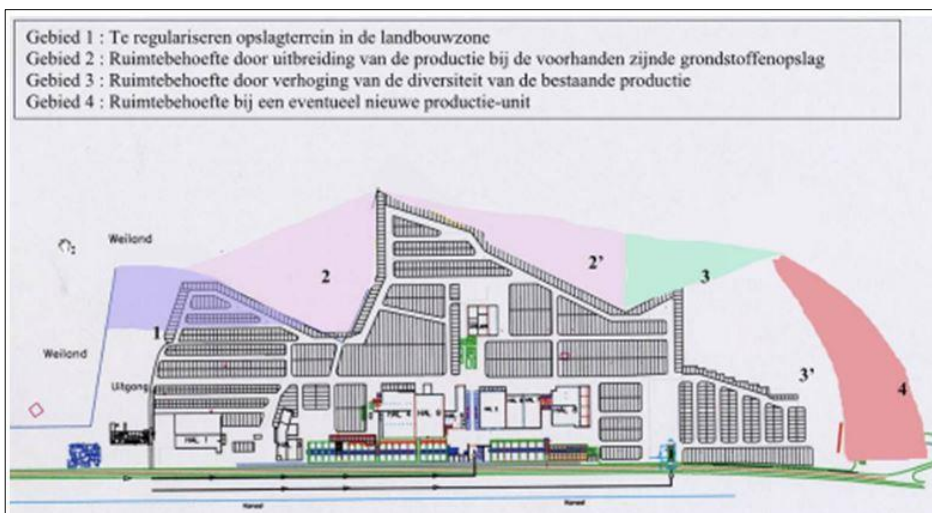 Gebied 1 : Te regulariseren opslagterrein in de landbouwzone
Gebied 2 : Ruimtebehoefte door uitbreiding van de productie bij de voorhanden zijnde grondstoffenopslag
Gebied 3 : Ruimtebehoefte door verhoging van de diversiteit van de bestaande productie
Gebied 4 : Ruimtebehoefte bij een eventueel nieuwe productie-unit
Weiland
2
2'
3
1
Weiland
Uitgang
3'
4
HAL 1
Kanaal
Kanaal